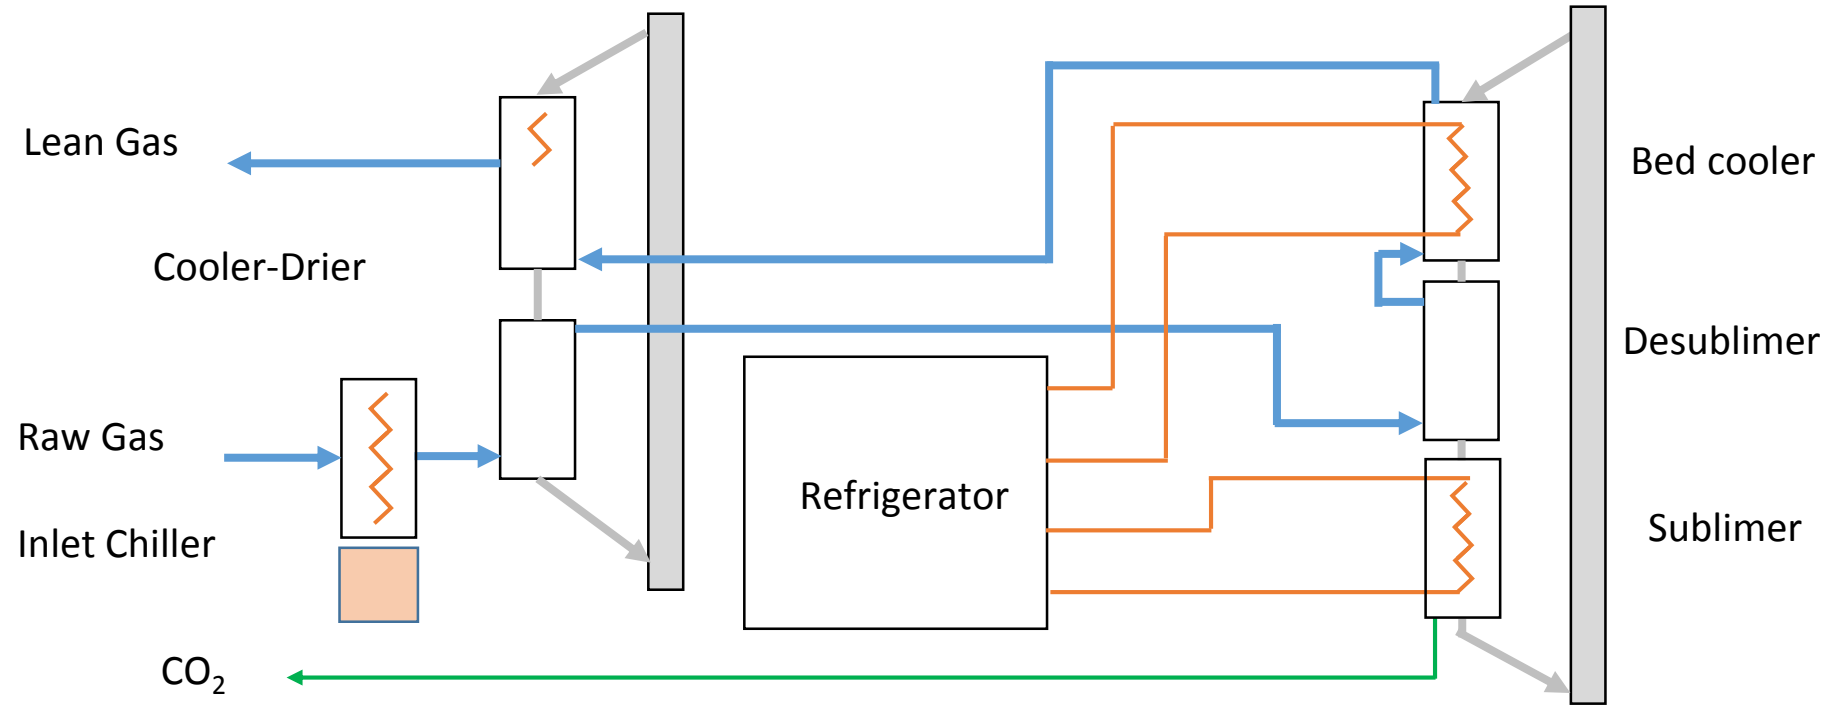 Lean Gas
Bed cooler
Cooler-Drier
Desublimer
Raw Gas
Refrigerator
Sublimer
Inlet Chiller
CO₂